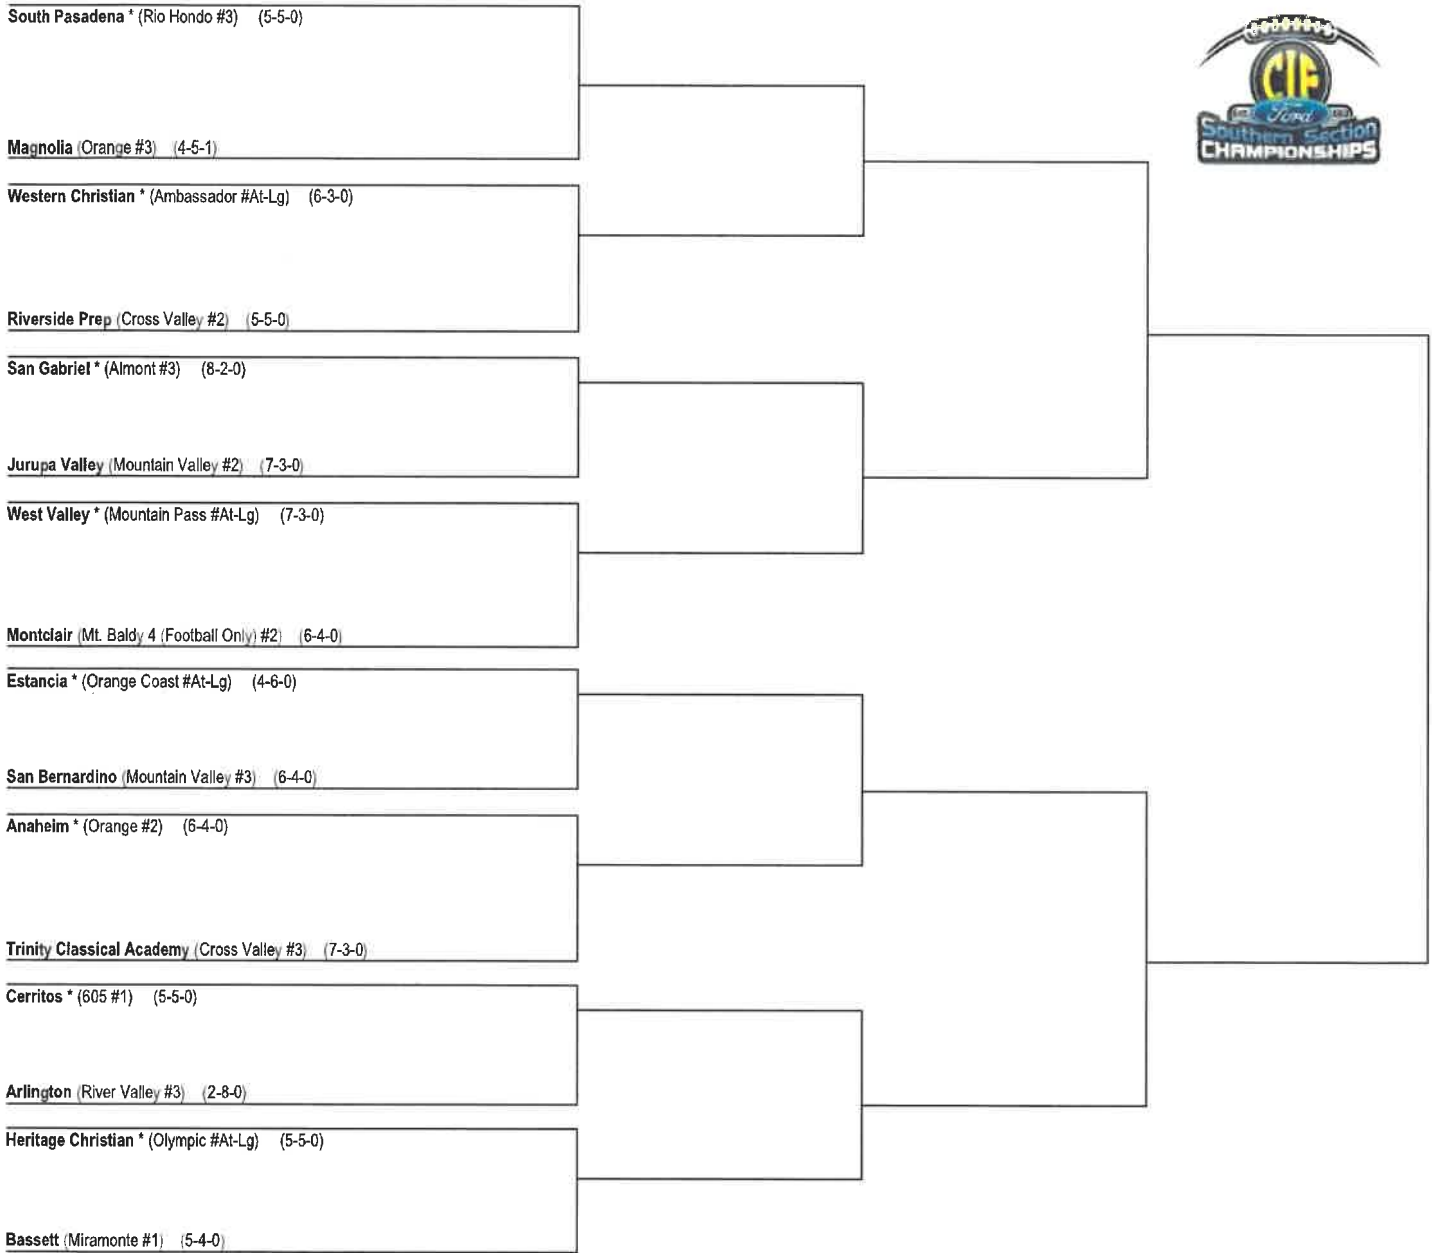 South Pasadena * (Rio Hondo #3) (5-5-0)
CIF
Ford
Southern Section
CHAMPIONSHIPS
Magnolia (Orange #3) (4-5-1)
Western Christian * (Ambassador #At-Lg) (6-3-0)
Riverside Prep (Cross Valley #2) (5-5-0)
San Gabriel * (Almont #3) (8-2-0)
Jurupa Valley (Mountain Valley #2) (7-3-0)
West Valley * (Mountain Pass #At-Lg) (7-3-0)
Montclair (Mt. Baldy 4 (Football Only) #2) (6-4-0)
Estancia * (Orange Coast #At-Lg) (4-6-0)
San Bernardino (Mountain Valley #3) (6-4-0)
Anaheim * (Orange #2) (6-4-0)
Trinity Classical Academy (Cross Valley #3) (7-3-0)
Cerritos * (605 #1) (5-5-0)
Arlington (River Valley #3) (2-8-0)
Heritage Christian * (Olympic #At-Lg) (5-5-0)
Bassett (Miramonte #1) (5-4-0)